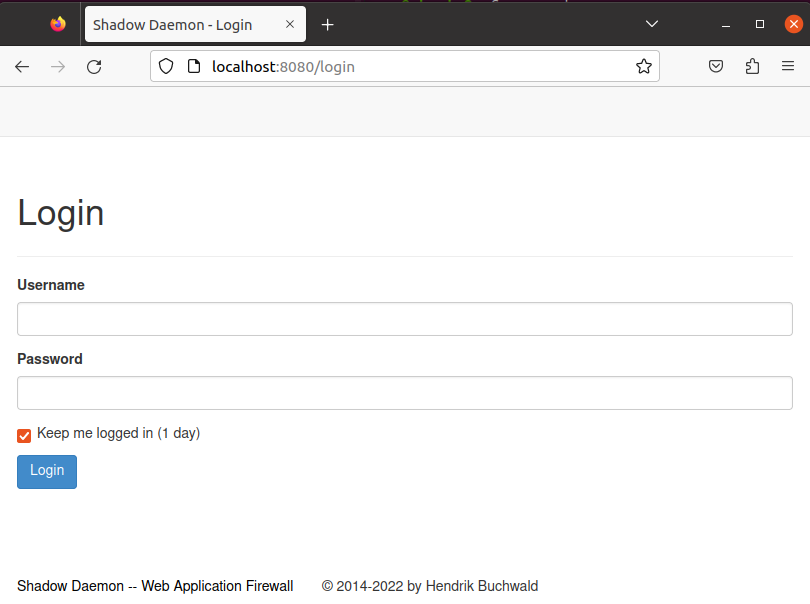 Shadow Daemon - Login
localhost:8080/login
Login
Username
Password
Keep me logged in (1 day)
Login
Shadow Daemon -- Web Application Firewall © 2014-2022 by Hendrik Buchwald